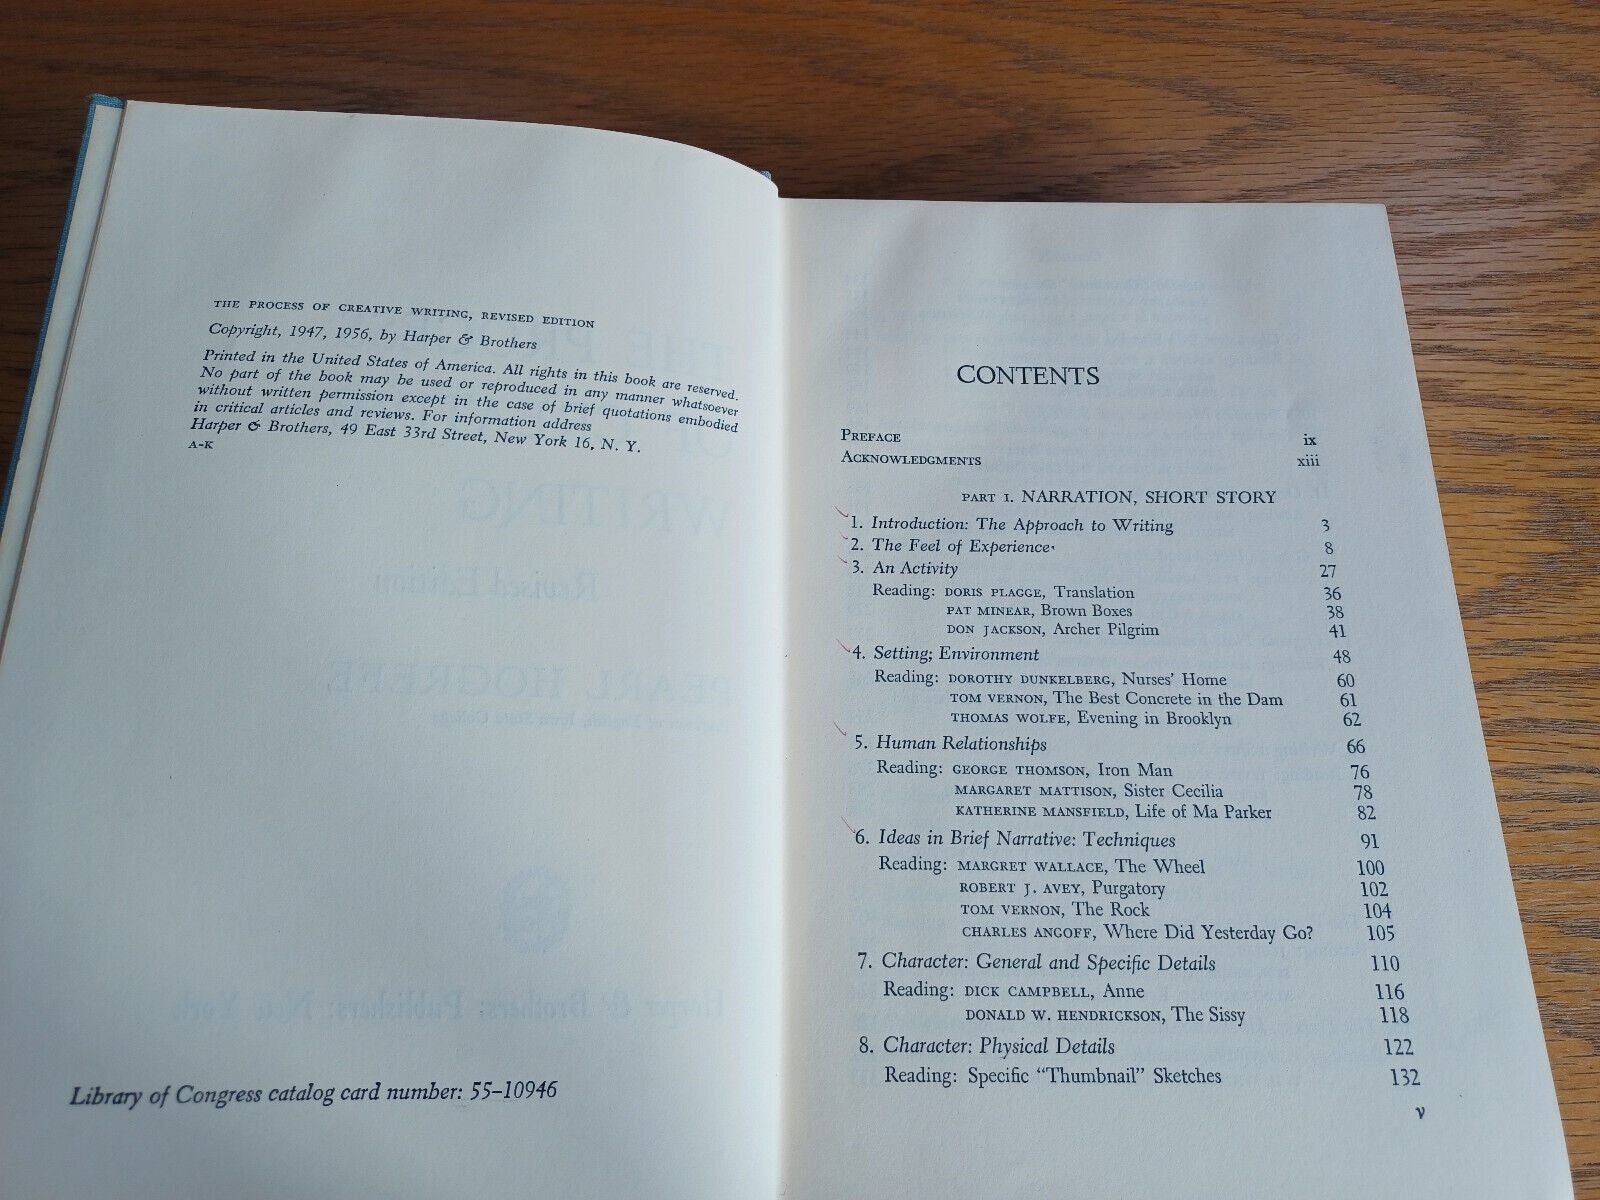 THE PROCESS OF CREATIVE WRITING, REVISED EDITION
Copyright, 1947, 1956, by Harper & Brothers
Printed in the United States of America. All rights in this book are reserved.
No part of the book may be used or reproduced in any manner whatsoever
without written permission except in the case of brief quotations embodied
in critical articles and reviews. For information address
Harper & Brothers, 49 East 33rd Street, New York 16, N. Y.
A-K
Library of Congress catalog card number: 55-10946
CONTENTS
PREFACE ix
ACKNOWLEDGMENTS xiii
PART I. NARRATION, SHORT STORY
1. Introduction: The Approach to Writing 3
2. The Feel of Experience 8
3. An Activity 27
Reading: DORIS PLAGGE, Translation 36
PAT MINEAR, Brown Boxes 38
DON JACKSON, Archer Pilgrim 41
4. Setting; Environment 48
Reading: DOROTHY DUNKELBERG, Nurses' Home 60
TOM VERNON, The Best Concrete in the Dam 61
THOMAS WOLFE, Evening in Brooklyn 62
5. Human Relationships 66
Reading: GEORGE THOMSON, Iron Man 76
MARGARET MATTISON, Sister Cecilia 78
KATHERINE MANSFIELD, Life of Ma Parker 82
6. Ideas in Brief Narrative: Techniques 91
Reading: MARGRET WALLACE, The Wheel 100
ROBERT J. AVEY, Purgatory 102
TOM VERNON, The Rock 104
CHARLES ANGOFF, Where Did Yesterday Go? 105
7. Character: General and Specific Details 110
Reading: DICK CAMPBELL, Anne 116
DONALD W. HENDRICKSON, The Sissy 118
8. Character: Physical Details 122
Reading: Specific "Thumbnail" Sketches 132
v